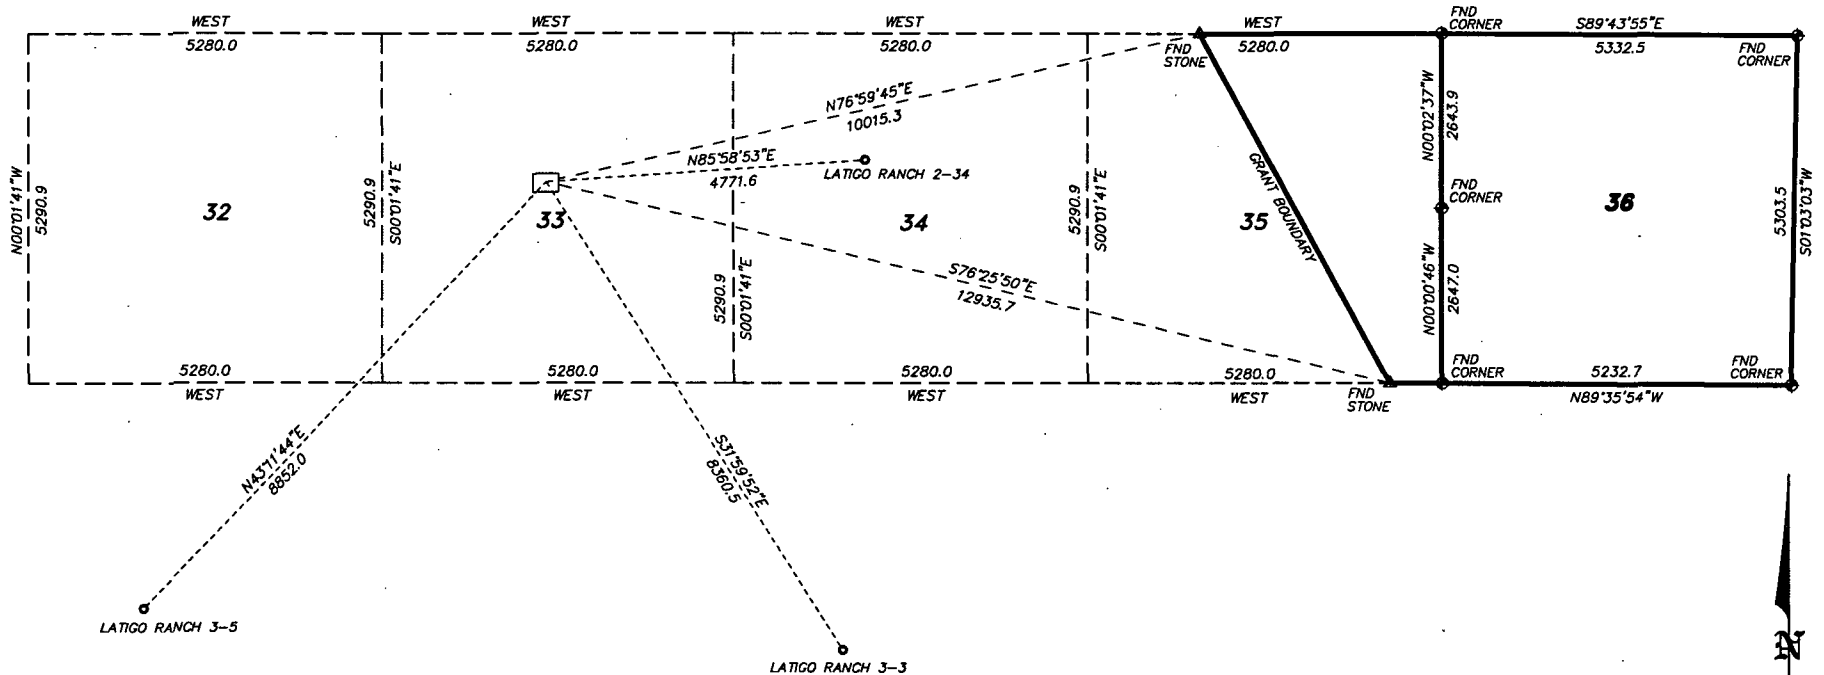 WEST
5280.0
WEST
5280.0
WEST
5280.0
WEST
5280.0
FND
CORNER
S89°43'55"E
5332.5
FND
CORNER
FND
STONE
N76°59'45"E
10015.3
N85°58'53"E
4771.6
LATIGO RANCH 2-34
N00°01'41"W
5290.9
32
5290.9
S00°01'41"E
33
5290.9
S00°01'41"E
34
5290.9
S00°01'41"E
35
GRANT BOUNDARY
N00°02'37"W
2643.9
FND
CORNER
36
5303.5
S01°03'03"W
N00°00'46"W
2647.0
S76°25'50"E
12935.7
5280.0
WEST
5280.0
WEST
5280.0
WEST
5280.0
WEST
FND
STONE
FND
CORNER
5232.7
N89°35'54"W
FND
CORNER
N43°11'44"E
8852.0
S31°59'52"E
8360.5
LATIGO RANCH 3-5
LATIGO RANCH 3-3
N